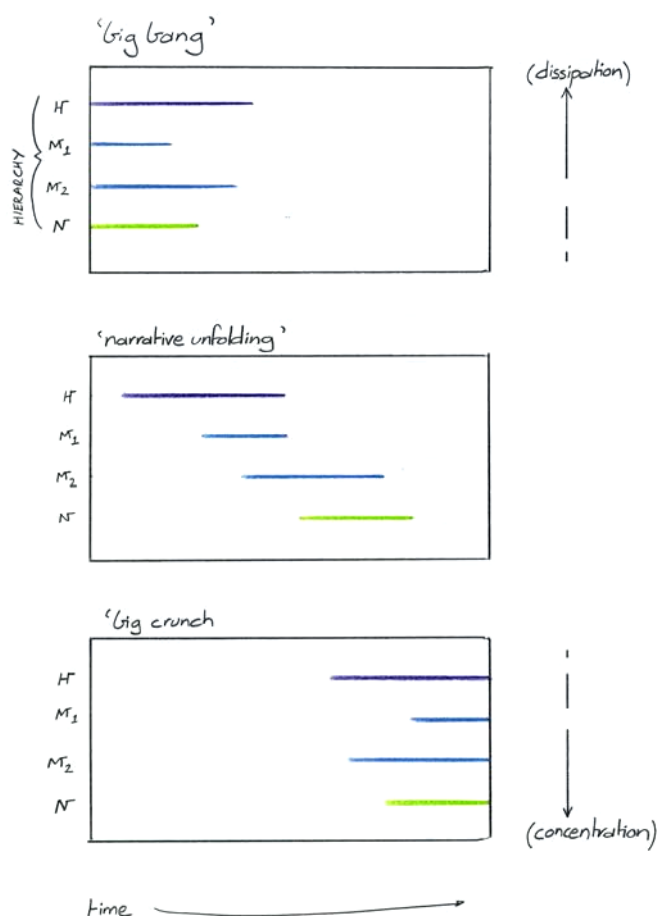 'big bang'
(dissipation)
HIERARCHY
H
M1
M2
N
'narrative unfolding'
H
M1
M2
N
'big crunch
H
M1
M2
N
(concentration)
time